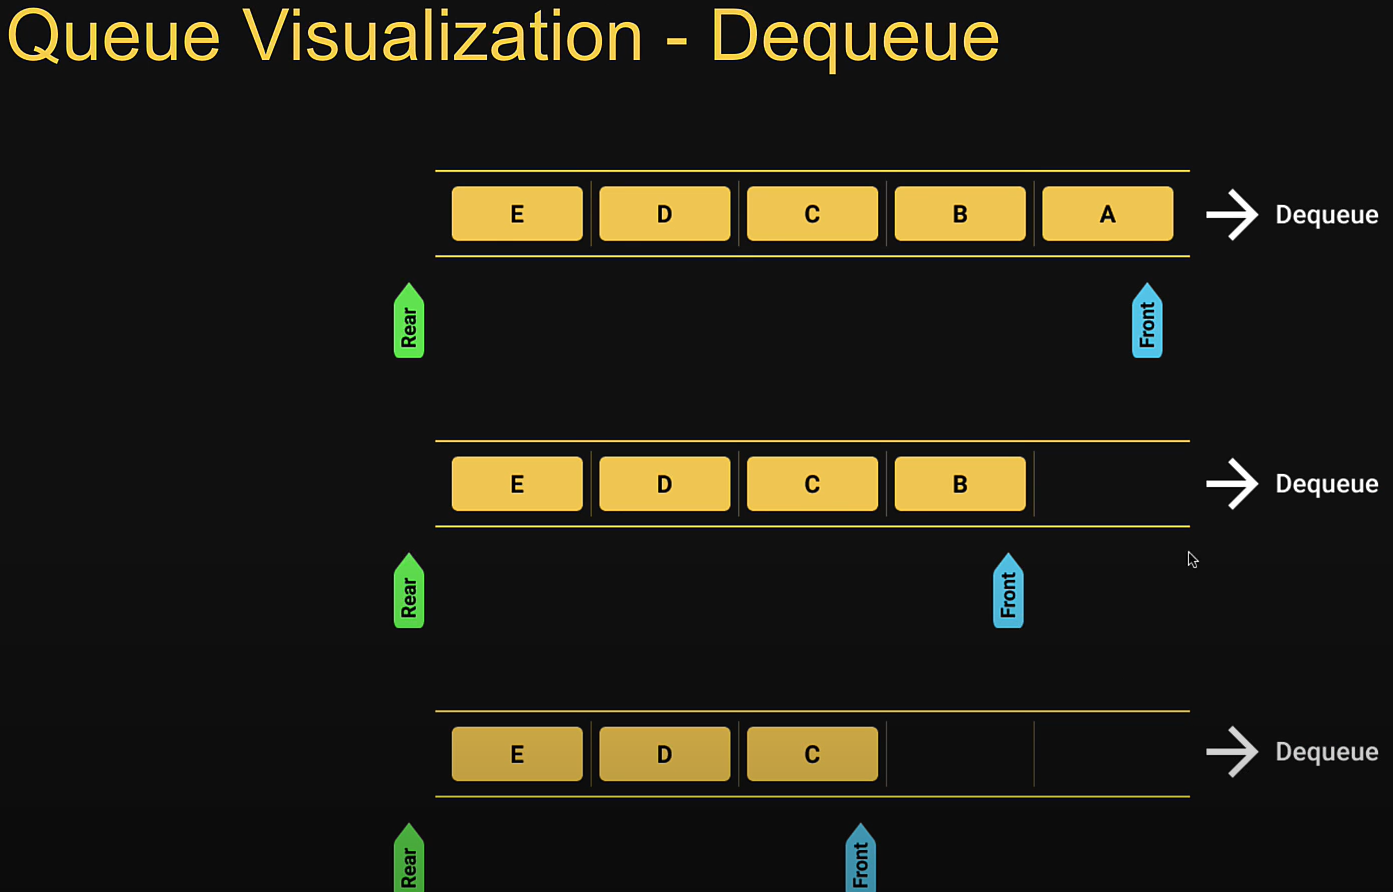 Queue Visualization - Dequeue
E D C B A Dequeue
Rear Front
E D C B Dequeue
Rear Front
E D C Dequeue
Rear Front